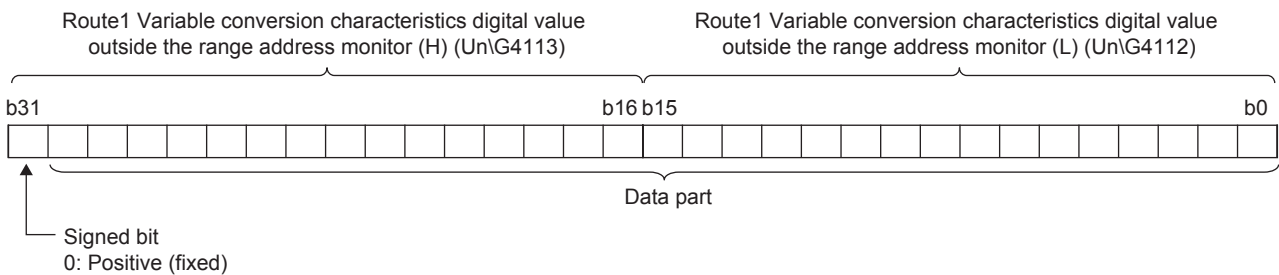 Route1 Variable conversion characteristics digital value
outside the range address monitor (H) (Un\G4113)
Route1 Variable conversion characteristics digital value
outside the range address monitor (L) (Un\G4112)
b31
b16 b15
b0
Data part
Signed bit
0: Positive (fixed)